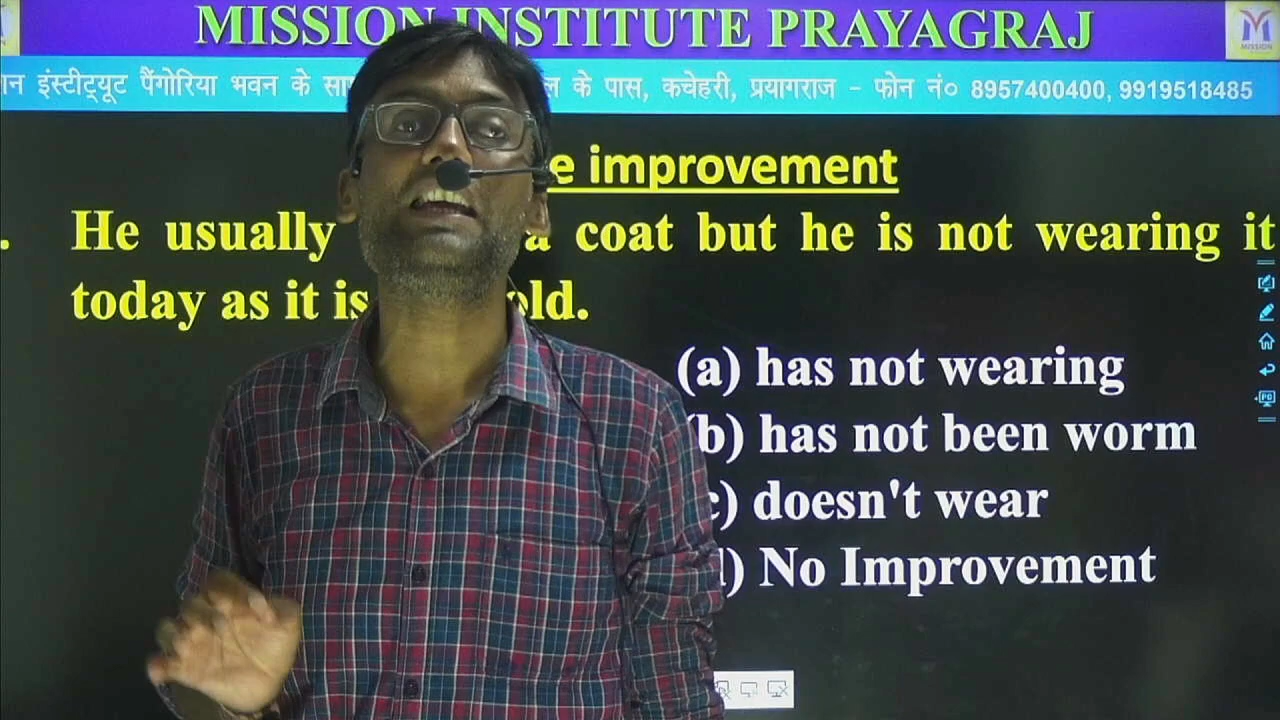 MISSION INSTITUTE PRAYAGRAJ
MISSION
इंस्टीट्यूट पैंगोरिया भवन के के पास, कचेहरी, प्रयागराज - फोन नं० 8957400400, 9919518485
improvement
He usually a coat but he is not wearing it
today as it is
(a) has not wearing
(b) has not been worm
(c) doesn't wear
(d) No Improvement